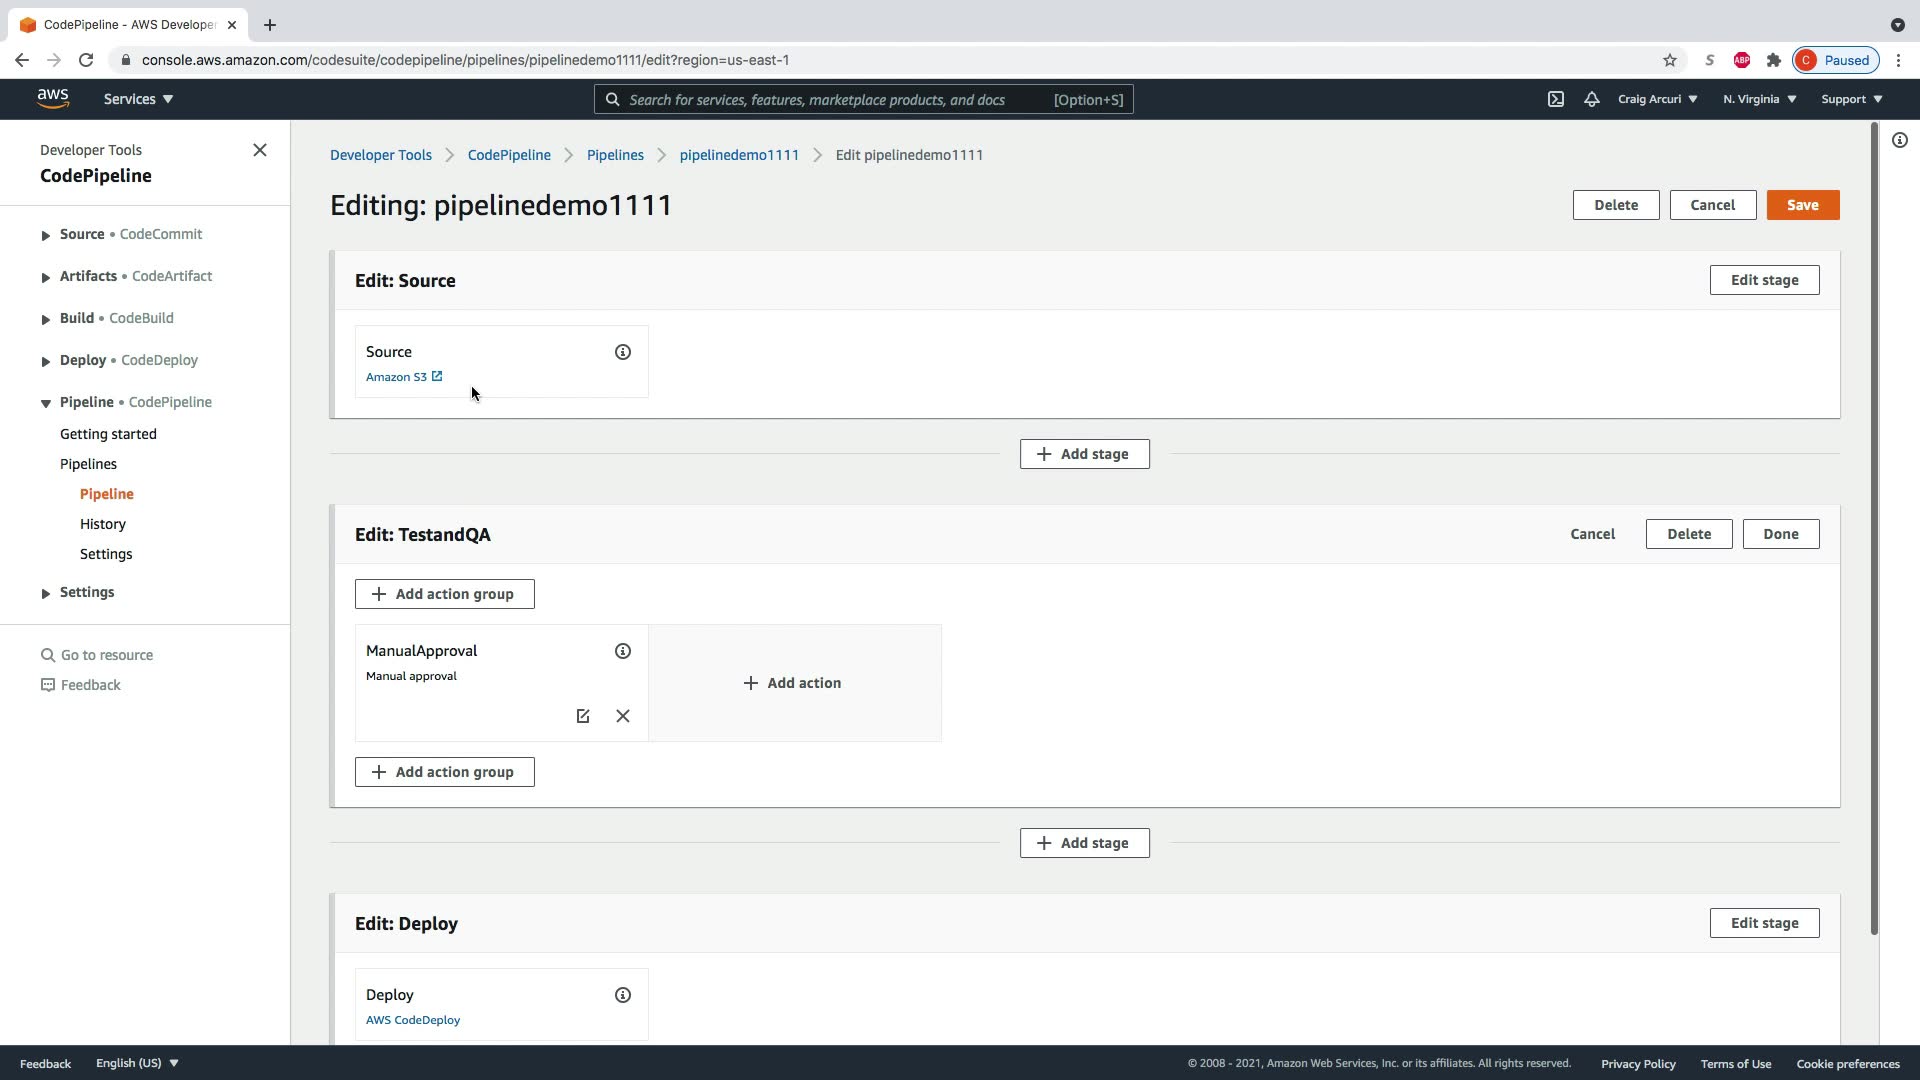 CodePipeline - AWS Developer
console.aws.amazon.com/codesuite/codepipeline/pipelines/pipelinedemo1111/edit?region=us-east-1
S
ABP
C Paused
aws
Services
Search for services, features, marketplace products, and docs [Option+S]
Craig Arcuri
N. Virginia
Support
Developer Tools
CodePipeline
Source • CodeCommit
Artifacts • CodeArtifact
Build • CodeBuild
Deploy • CodeDeploy
Pipeline • CodePipeline
Getting started
Pipelines
Pipeline
History
Settings
Settings
Go to resource
Feedback
Developer Tools > CodePipeline > Pipelines > pipelinedemo1111 > Edit pipelinedemo1111
Editing: pipelinedemo1111
Delete
Cancel
Save
Edit: Source
Edit stage
Source
Amazon S3
+ Add stage
Edit: TestandQA
Cancel
Delete
Done
+ Add action group
ManualApproval
Manual approval
+ Add action
+ Add action group
+ Add stage
Edit: Deploy
Edit stage
Deploy
AWS CodeDeploy
Feedback
English (US)
© 2008 - 2021, Amazon Web Services, Inc. or its affiliates. All rights reserved.
Privacy Policy
Terms of Use
Cookie preferences